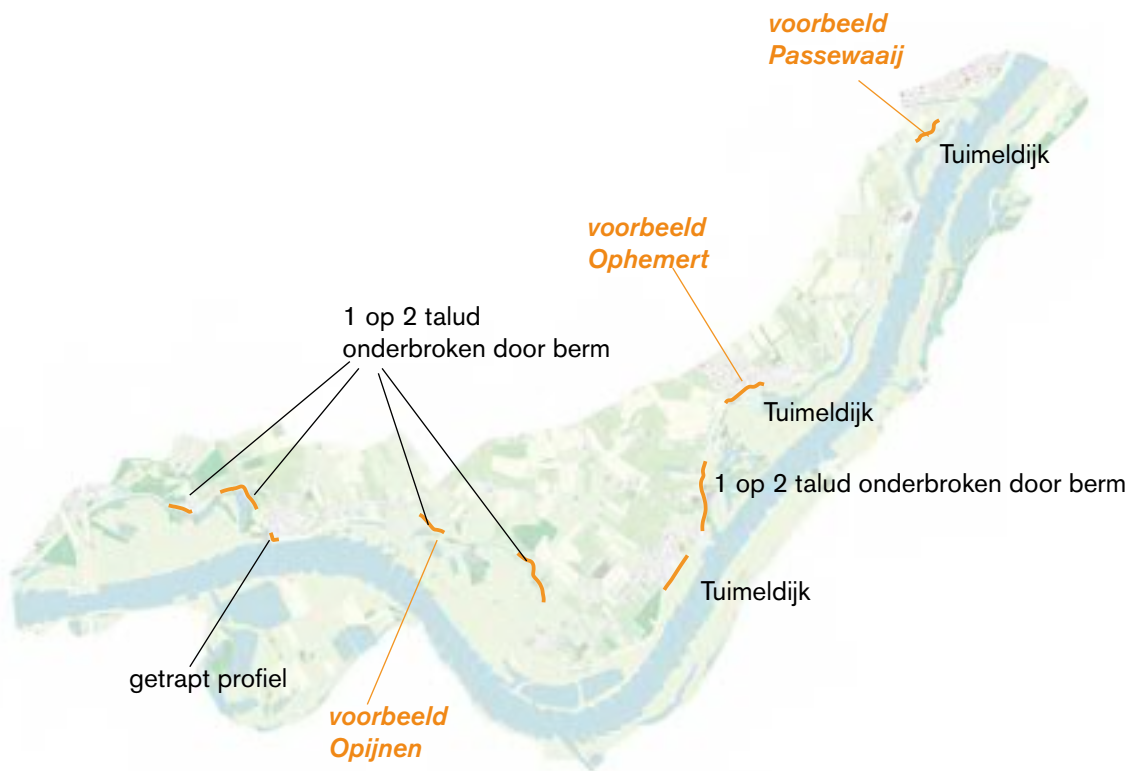 voorbeeld
Passewaaij
Tuimeldijk
voorbeeld
Ophemert
1 op 2 talud
onderbroken door berm
Tuimeldijk
1 op 2 talud onderbroken door berm
Tuimeldijk
getrapt profiel
voorbeeld
Opijnen